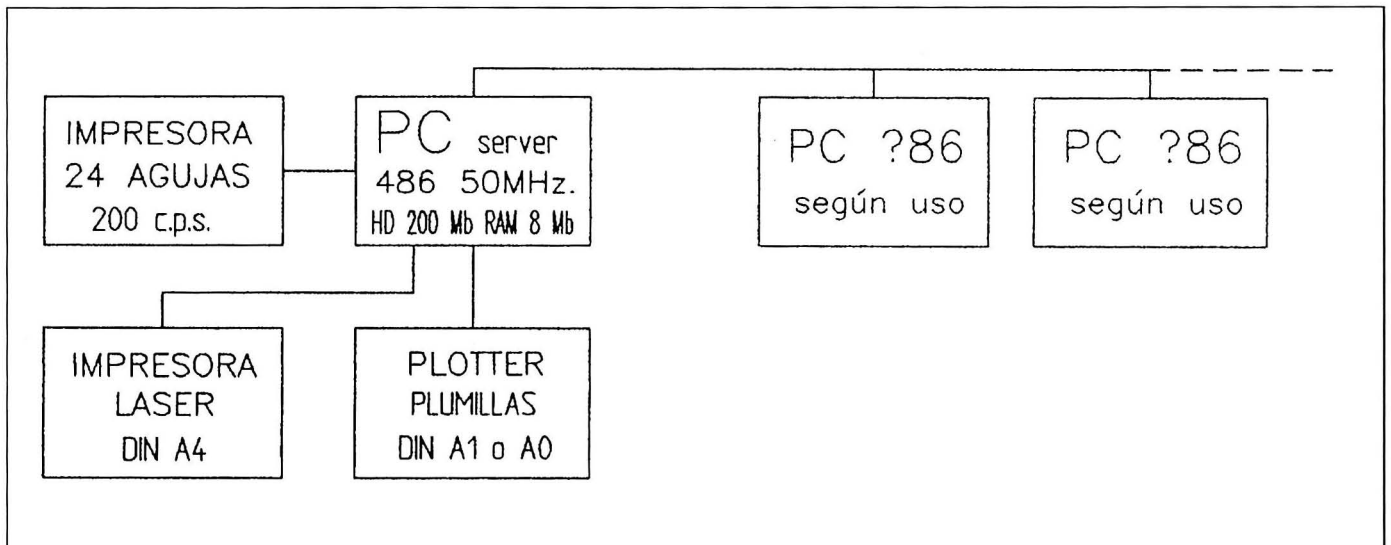 IMPRESORA
24 AGUJAS
200 c.p.s.
PC server
486 50MHz.
HD 200 Mb RAM 8 Mb
PC ?86
según uso
PC ?86
según uso
IMPRESORA
LASER
DIN A4
PLOTTER
PLUMILLAS
DIN A1 o A0